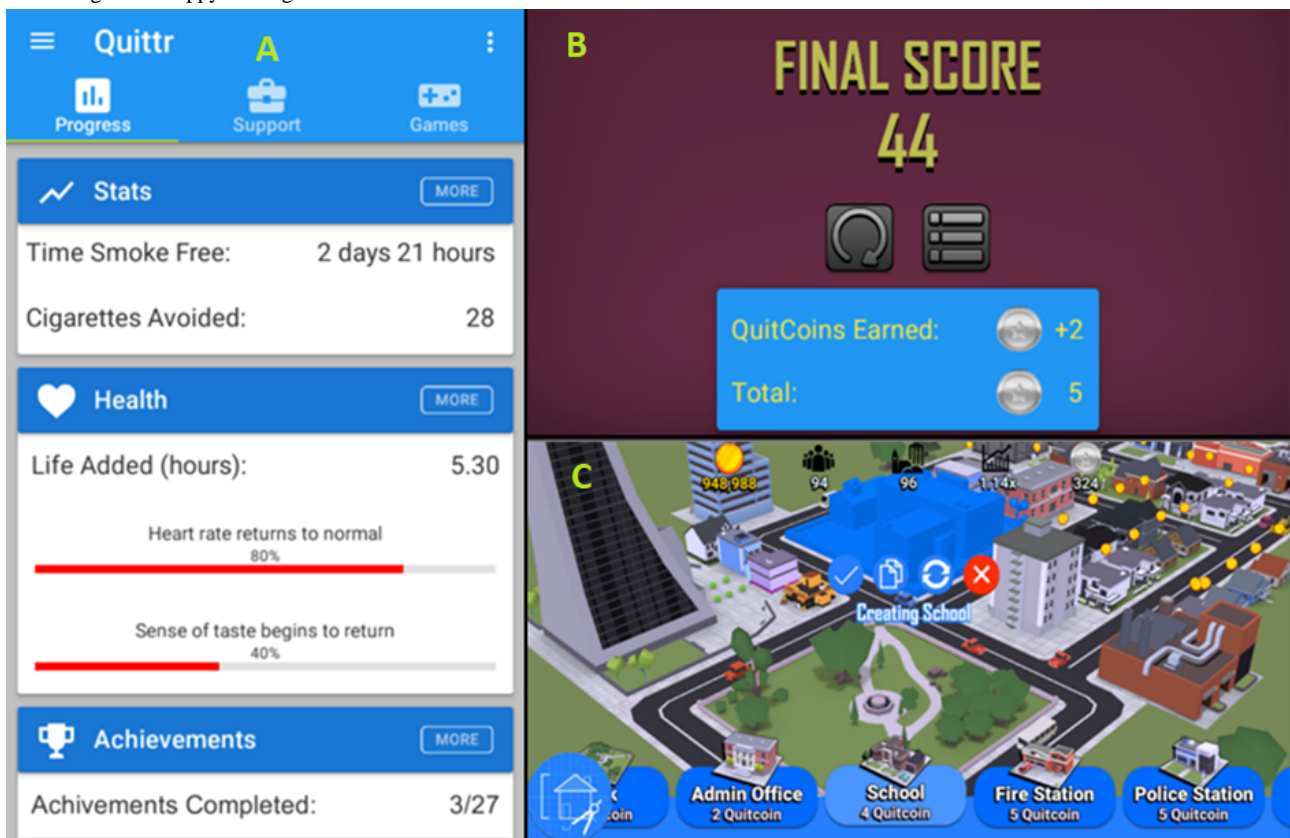 Quittr
A
Progress
Support
Games
Stats
MORE
Time Smoke Free:
2 days 21 hours
Cigarettes Avoided:
28
Health
MORE
Life Added (hours):
5.30
Heart rate returns to normal
80%
Sense of taste begins to return
40%
Achievements
MORE
Achivements Completed:
3/27
B
FINAL SCORE
44
QuitCoins Earned:
+2
Total:
5
C
948,988
94
96
1.14x
324
Creating School
Admin Office
2 Quitcoin
School
4 Quitcoin
Fire Station
5 Quitcoin
Police Station
5 Quitcoin